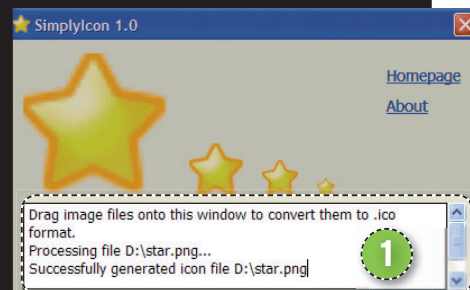 SimplyIcon 1.0
Homepage
About
Drag image files onto this window to convert them to .ico
format.
Processing file D:\star.png...
Successfully generated icon file D:\star.png
1